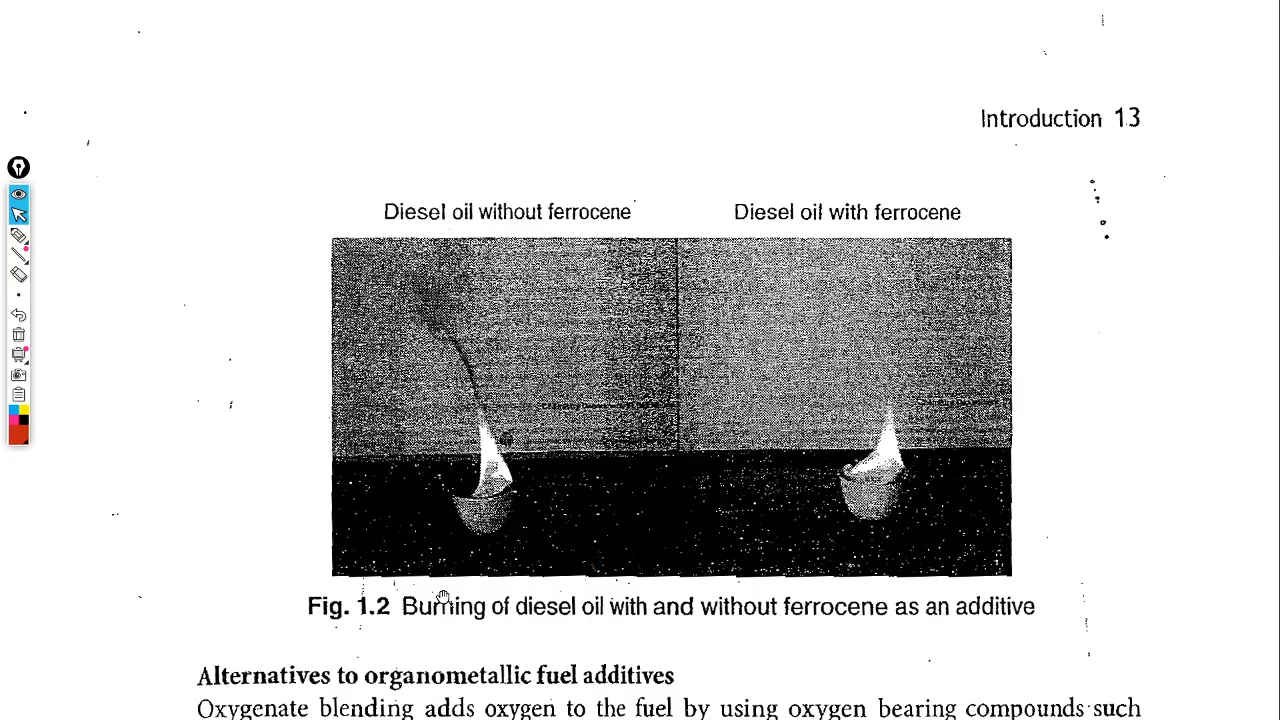 Introduction 13
Diesel oil without ferrocene Diesel oil with ferrocene
Fig. 1.2 Burning of diesel oil with and without ferrocene as an additive
Alternatives to organometallic fuel additives
Oxygenate blending adds oxygen to the fuel by using oxygen bearing compounds such